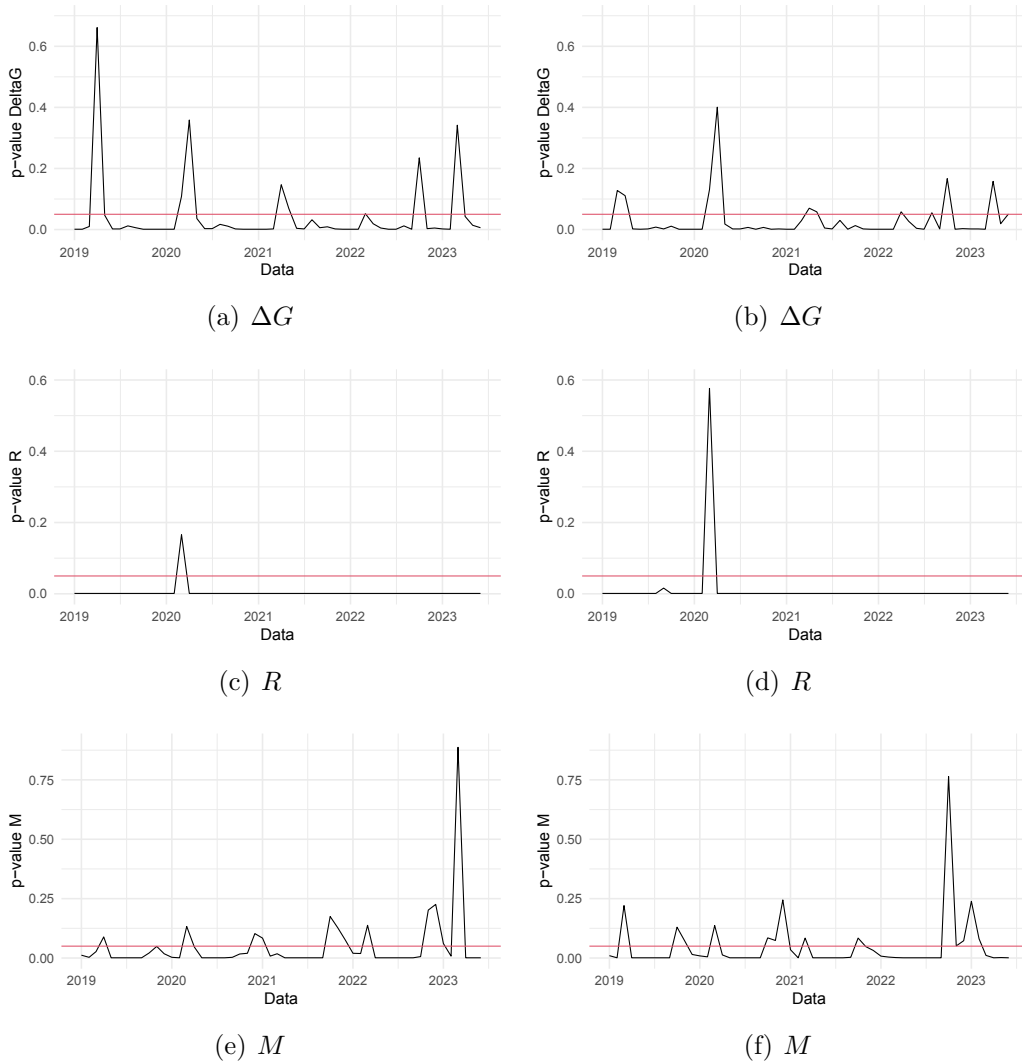 p−value DeltaG
0.6
0.4
0.2
0.0
2019 2020 2021 2022 2023
Data
(a) ΔG
p−value DeltaG
0.6
0.4
0.2
0.0
2019 2020 2021 2022 2023
Data
(b) ΔG
p−value R
0.6
0.4
0.2
0.0
2019 2020 2021 2022 2023
Data
(c) R
p−value R
0.6
0.4
0.2
0.0
2019 2020 2021 2022 2023
Data
(d) R
p−value M
0.75
0.50
0.25
0.00
2019 2020 2021 2022 2023
Data
(e) M
p−value M
0.75
0.50
0.25
0.00
2019 2020 2021 2022 2023
Data
(f) M